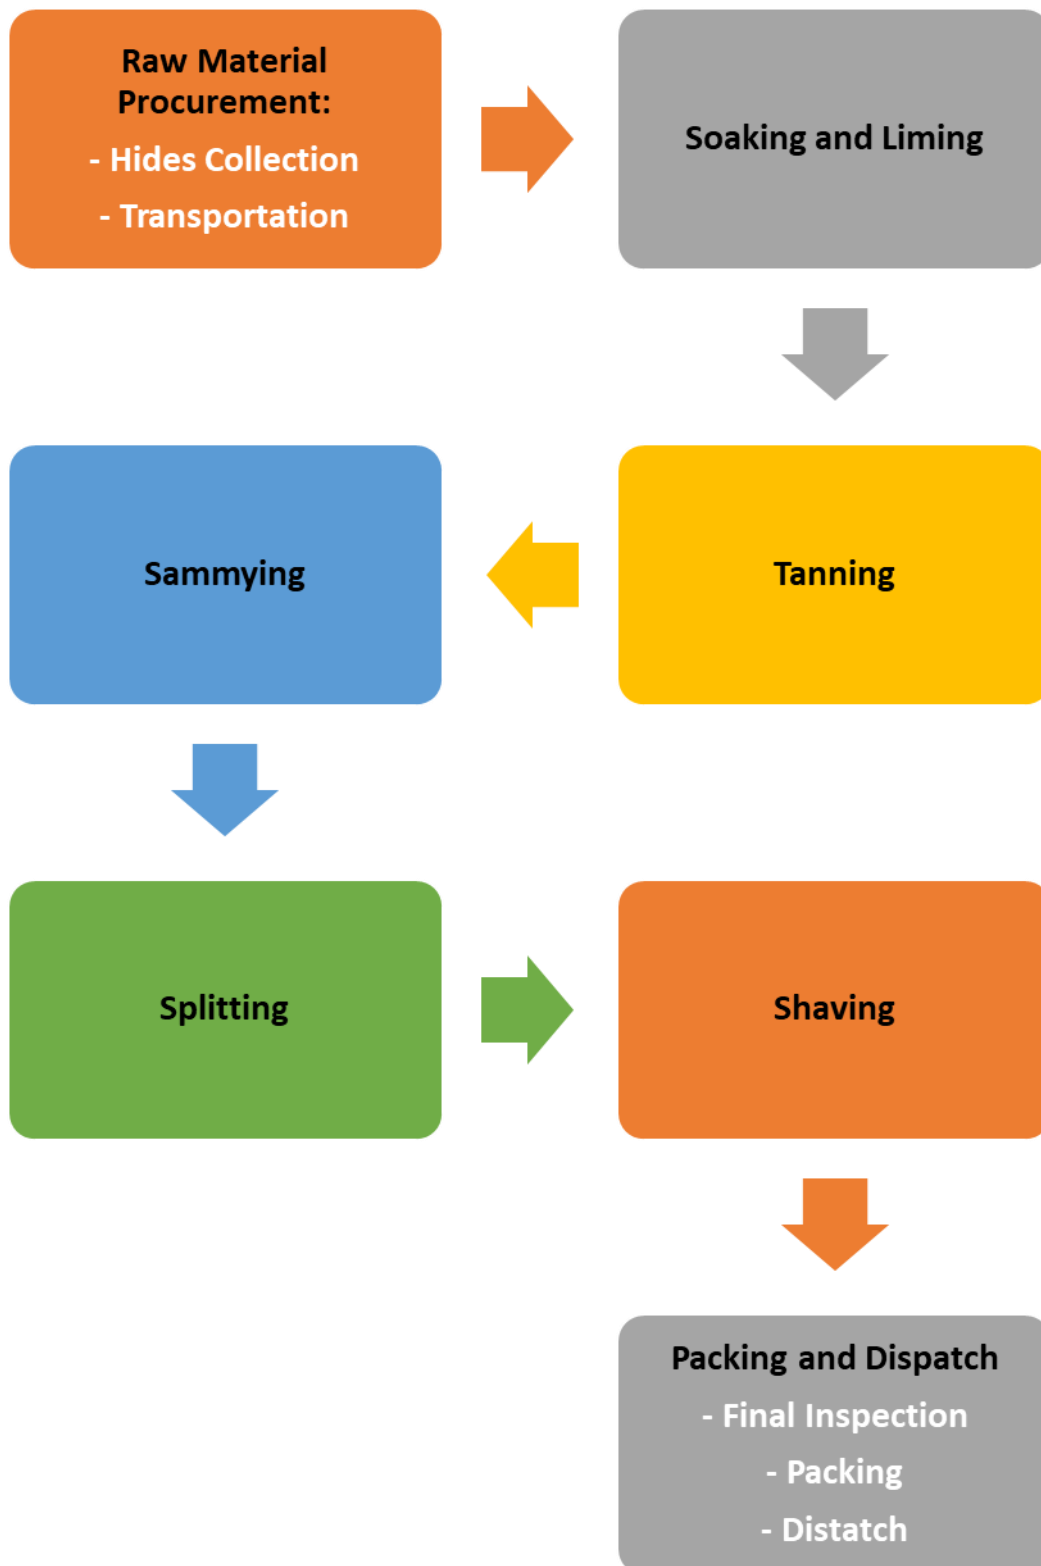 Raw Material
Procurement:
- Hides Collection
- Transportation
Soaking and Liming
Tanning
Sammying
Splitting
Shaving
Packing and Dispatch
- Final Inspection
- Packing
- Distatch